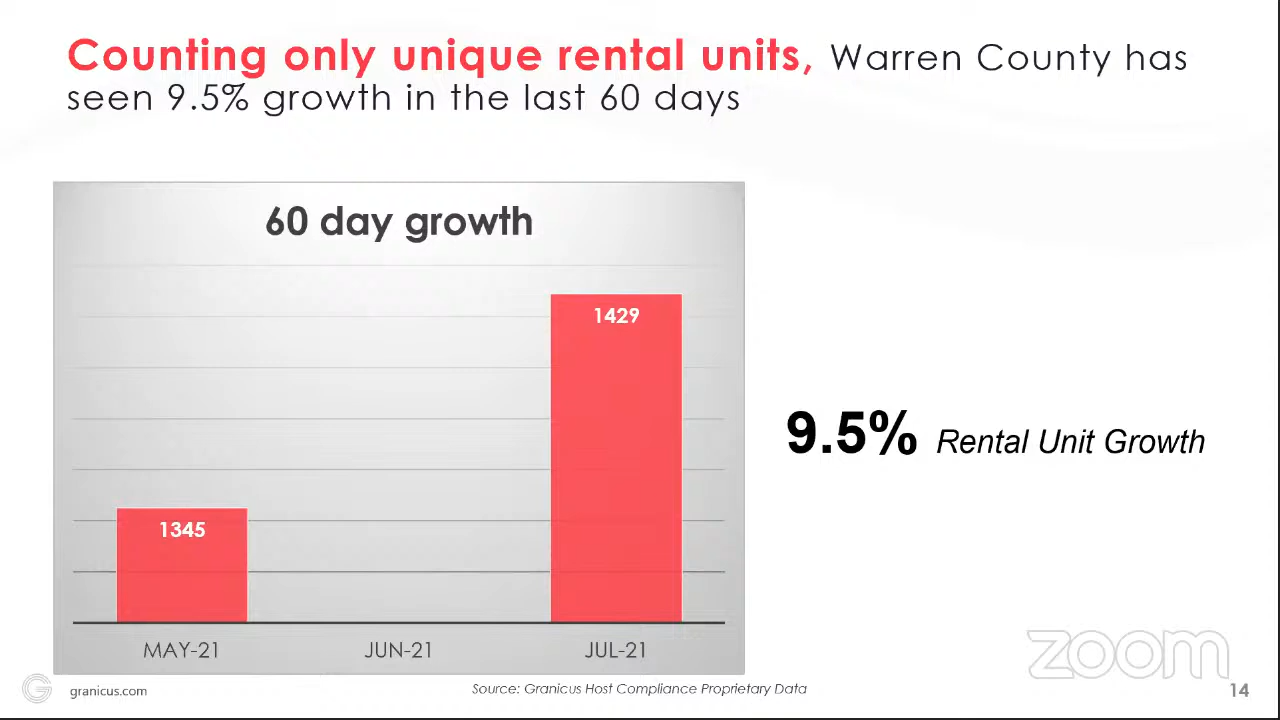 Counting only unique rental units, Warren County has
seen 9.5% growth in the last 60 days
60 day growth
1429
1345
MAY-21
JUN-21
JUL-21
9.5% Rental Unit Growth
zoom
G
granicus.com
Source: Granicus Host Compliance Proprietary Data
14